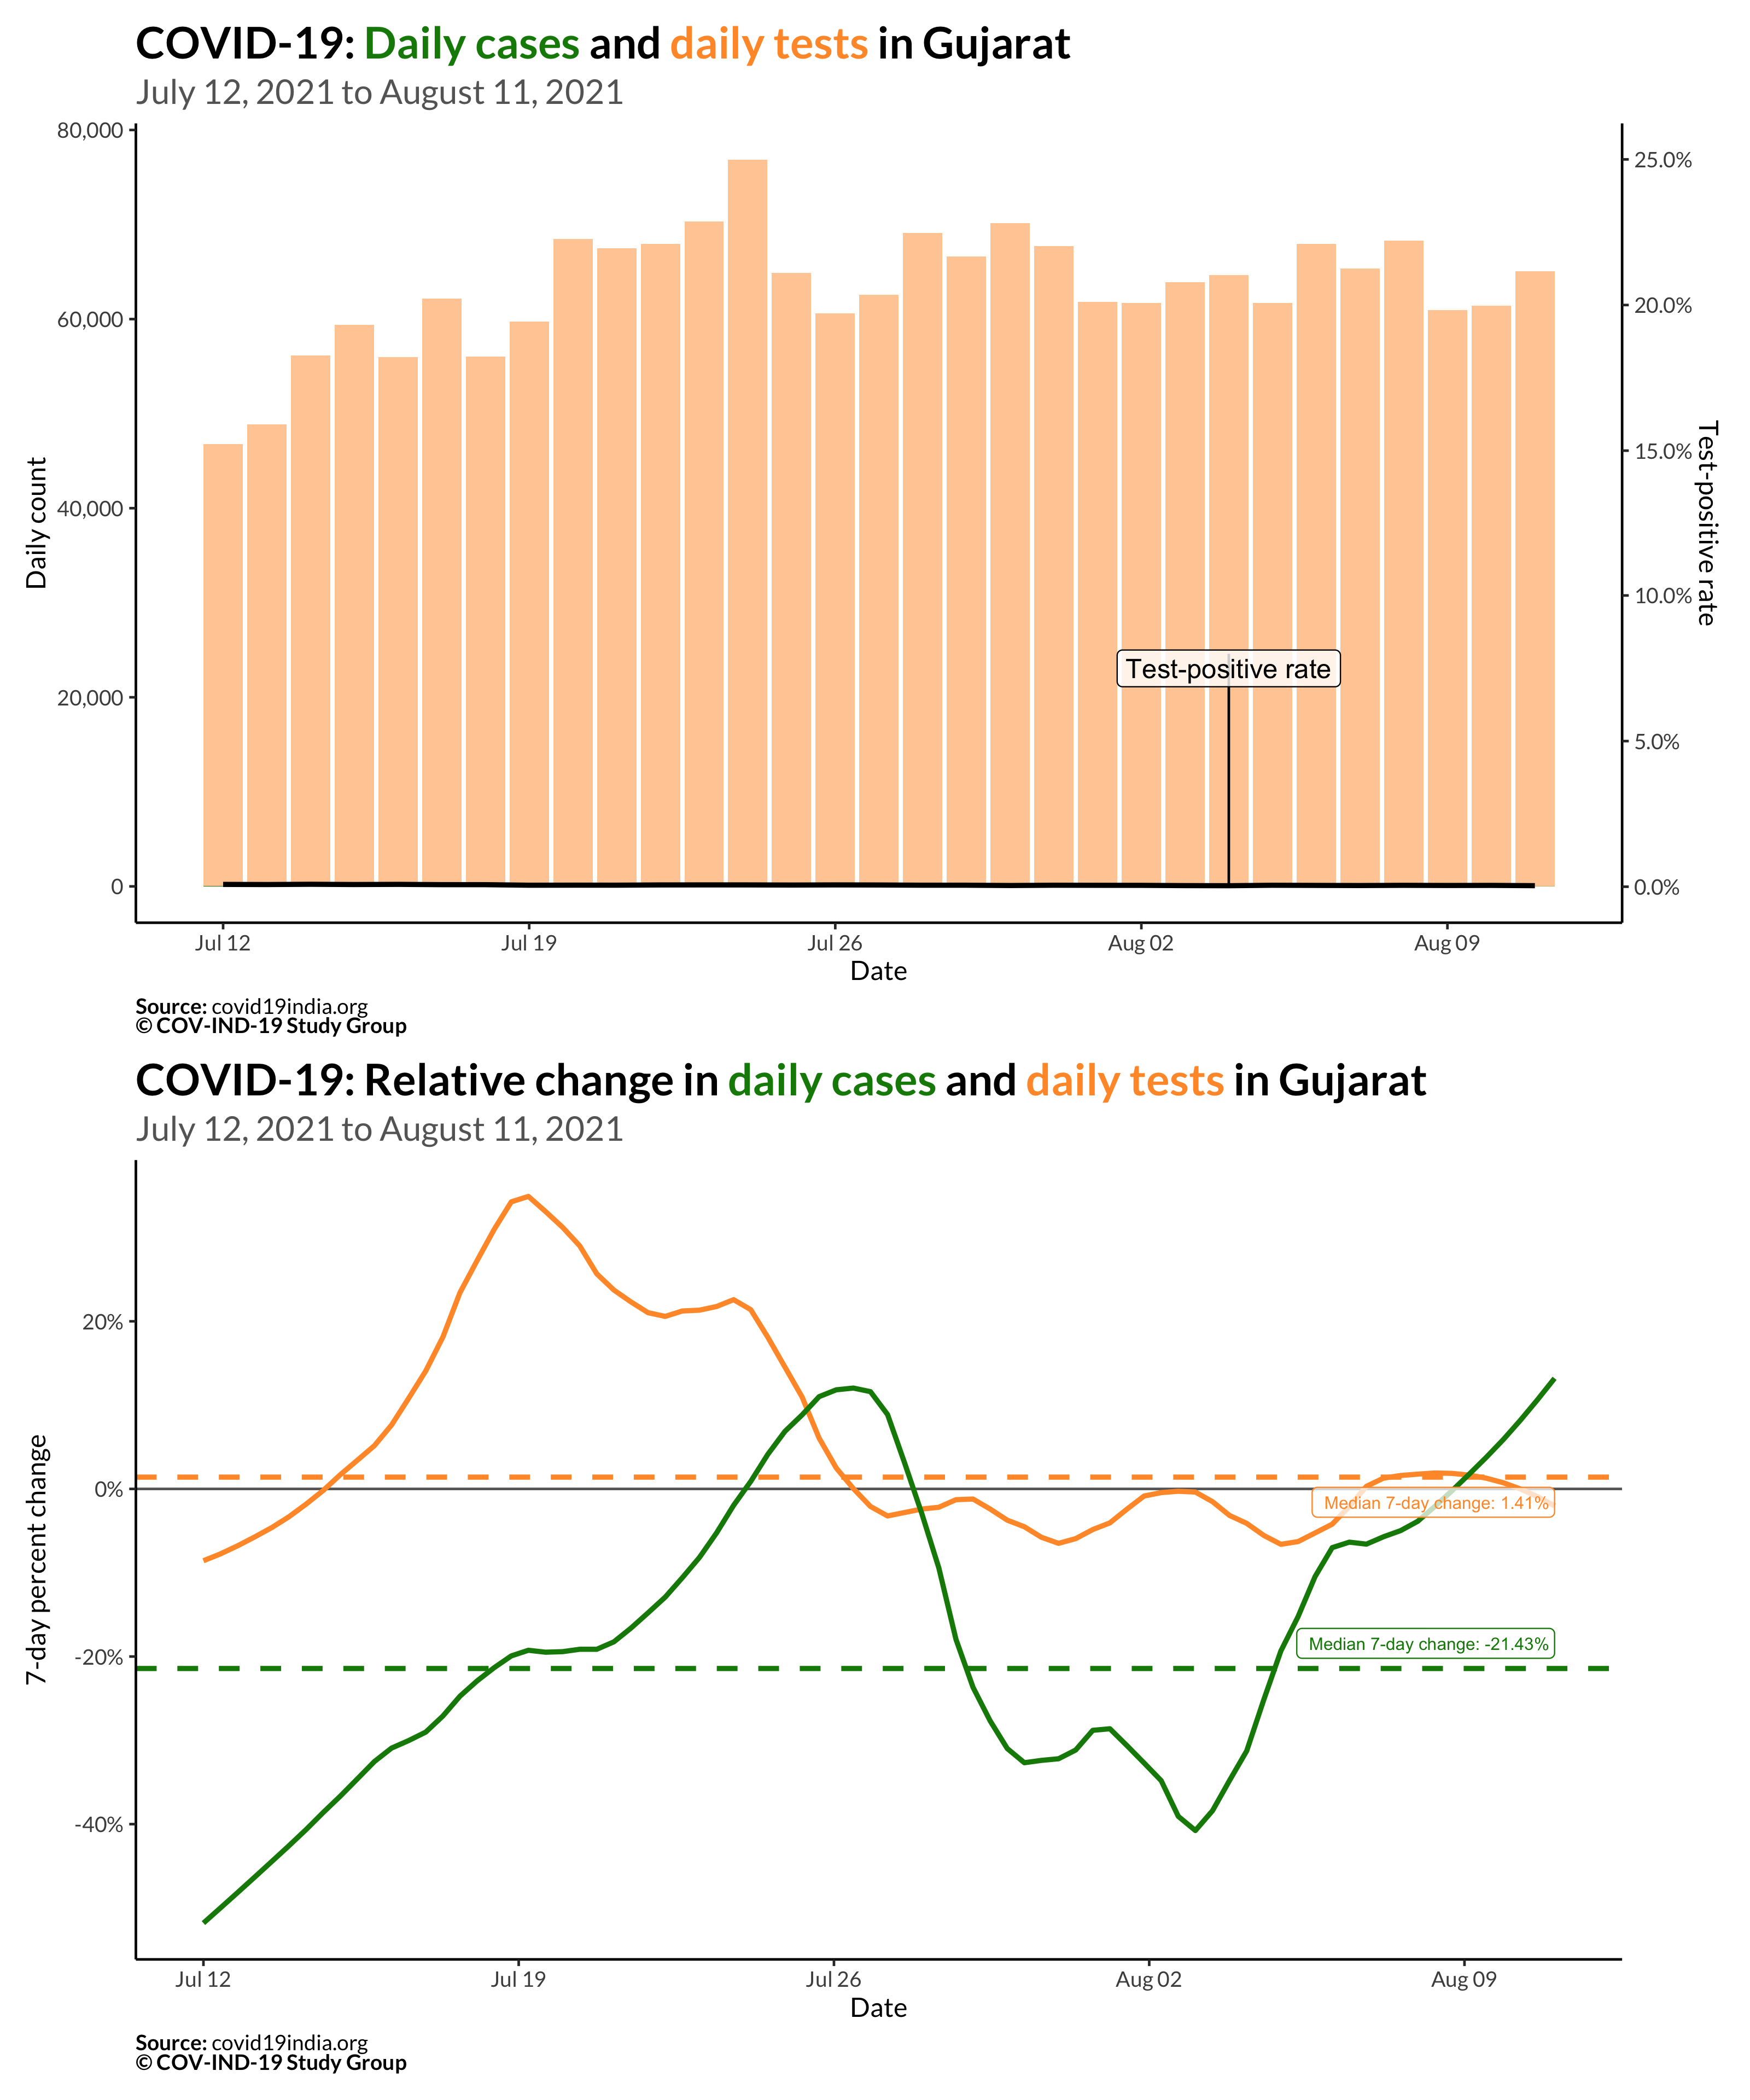 COVID-19: Daily cases and daily tests in Gujarat
July 12, 2021 to August 11, 2021
80,000
60,000
40,000
20,000
0
Daily count
25.0%
20.0%
15.0%
10.0%
5.0%
0.0%
Test-positive rate
Test-positive rate
Jul 12
Jul 19
Jul 26
Aug 02
Aug 09
Date
Source: covid19india.org
© COV-IND-19 Study Group
COVID-19: Relative change in daily cases and daily tests in Gujarat
July 12, 2021 to August 11, 2021
20%
0%
-20%
-40%
7-day percent change
Median 7-day change: 1.41%
Median 7-day change: -21.43%
Jul 12
Jul 19
Jul 26
Aug 02
Aug 09
Date
Source: covid19india.org
© COV-IND-19 Study Group